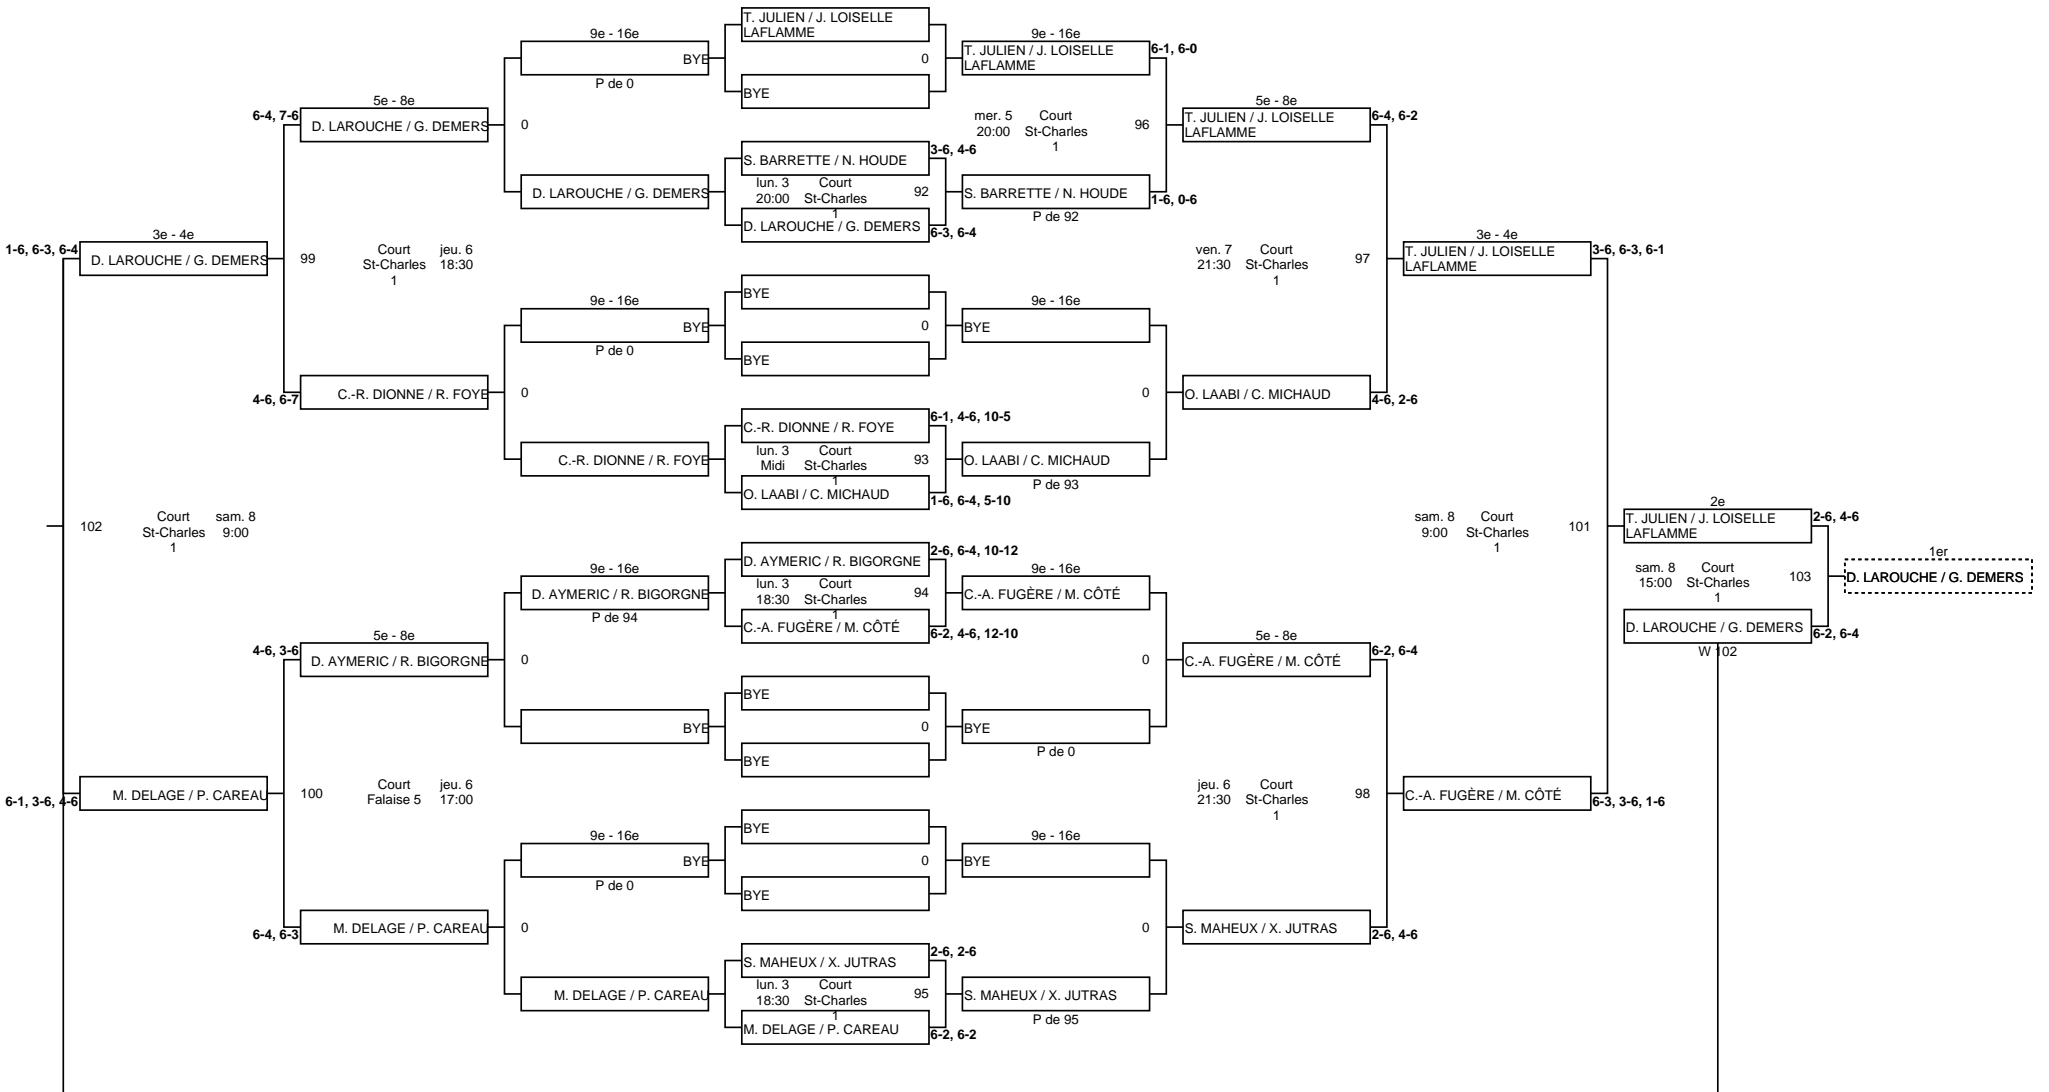 T. JULIEN / J. LOISELLE
LAFLAMME
9e - 16e
BYE
P de 0
0
BYE
9e - 16e
T. JULIEN / J. LOISELLE
LAFLAMME
6-1, 6-0
5e - 8e
6-4, 7-6
D. LAROUCHE / G. DEMERS
0
mer. 5 Court
20:00 St-Charles
1
96
5e - 8e
T. JULIEN / J. LOISELLE
LAFLAMME
6-4, 6-2
D. LAROUCHE / G. DEMERS
S. BARRETTE / N. HOUDE
3-6, 4-6
lun. 3 Court
20:00 St-Charles
1
92
D. LAROUCHE / G. DEMERS
6-3, 6-4
S. BARRETTE / N. HOUDE
1-6, 0-6
P de 92
3e - 4e
1-6, 6-3, 6-4
D. LAROUCHE / G. DEMERS
99
Court jeu. 6
St-Charles 18:30
1
ven. 7 Court
21:30 St-Charles
1
97
3e - 4e
T. JULIEN / J. LOISELLE
LAFLAMME
3-6, 6-3, 6-1
9e - 16e
BYE
P de 0
BYE
0
BYE
9e - 16e
BYE
4-6, 6-7
C.-R. DIONNE / R. FOYE
0
0
O. LAABI / C. MICHAUD
4-6, 2-6
C.-R. DIONNE / R. FOYE
C.-R. DIONNE / R. FOYE
6-1, 4-6, 10-5
lun. 3 Court
Midi St-Charles
1
93
O. LAABI / C. MICHAUD
1-6, 6-4, 5-10
O. LAABI / C. MICHAUD
P de 93
102
Court sam. 8
St-Charles 9:00
1
sam. 8 Court
9:00 St-Charles
1
101
2e
T. JULIEN / J. LOISELLE
LAFLAMME
2-6, 4-6
sam. 8 Court
15:00 St-Charles
1
103
1er
D. LAROUCHE / G. DEMERS
D. LAROUCHE / G. DEMERS
6-2, 6-4
W 102
9e - 16e
D. AYMERIC / R. BIGORGNE
P de 94
D. AYMERIC / R. BIGORGNE
2-6, 6-4, 10-12
lun. 3 Court
18:30 St-Charles
1
94
C.-A. FUGÈRE / M. CÔTÉ
6-2, 4-6, 12-10
9e - 16e
C.-A. FUGÈRE / M. CÔTÉ
5e - 8e
4-6, 3-6
D. AYMERIC / R. BIGORGNE
0
0
5e - 8e
C.-A. FUGÈRE / M. CÔTÉ
6-2, 6-4
BYE
BYE
0
BYE
BYE
P de 0
6-1, 3-6, 4-6
M. DELAGE / P. CAREAU
100
Court jeu. 6
Falaise 5 17:00
jeu. 6 Court
21:30 St-Charles
1
98
C.-A. FUGÈRE / M. CÔTÉ
6-3, 3-6, 1-6
9e - 16e
BYE
P de 0
BYE
0
BYE
9e - 16e
BYE
6-4, 6-3
M. DELAGE / P. CAREAU
0
0
S. MAHEUX / X. JUTRAS
2-6, 4-6
M. DELAGE / P. CAREAU
S. MAHEUX / X. JUTRAS
2-6, 2-6
lun. 3 Court
18:30 St-Charles
1
95
M. DELAGE / P. CAREAU
6-2, 6-2
S. MAHEUX / X. JUTRAS
P de 95